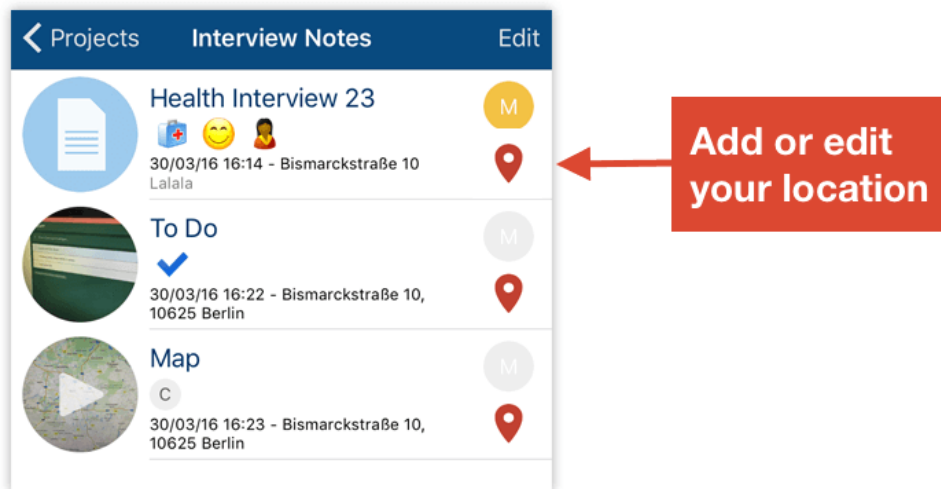 Projects
Interview Notes
Edit
Health Interview 23
M
30/03/16 16:14 - Bismarckstraße 10
Lalala
Add or edit
your location
To Do
M
30/03/16 16:22 - Bismarckstraße 10,
10625 Berlin
Map
M
C
30/03/16 16:23 - Bismarckstraße 10,
10625 Berlin